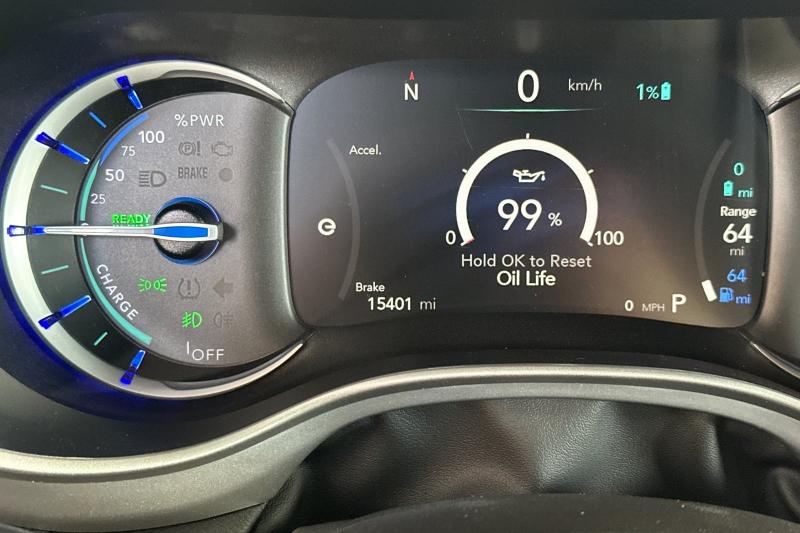 %PWR
100
75
50
25
0
BRAKE
READY
CHARGE
OFF
N
0 km/h
1%
Accel.
e
99 %
0
100
Hold OK to Reset
Oil Life
Brake
15401 mi
0 MPH P
0
mi
Range
64
mi
64
mi